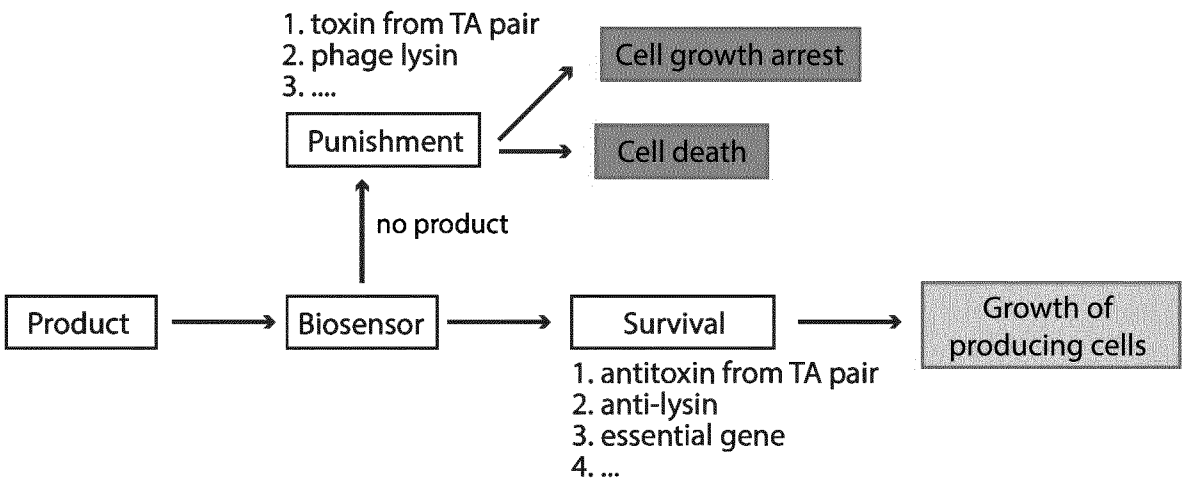 1. toxin from TA pair
2. phage lysin
3. ....
Cell growth arrest
Punishment
Cell death
no product
Product
Biosensor
Survival
Growth of
producing cells
1. antitoxin from TA pair
2. anti-lysin
3. essential gene
4. ...